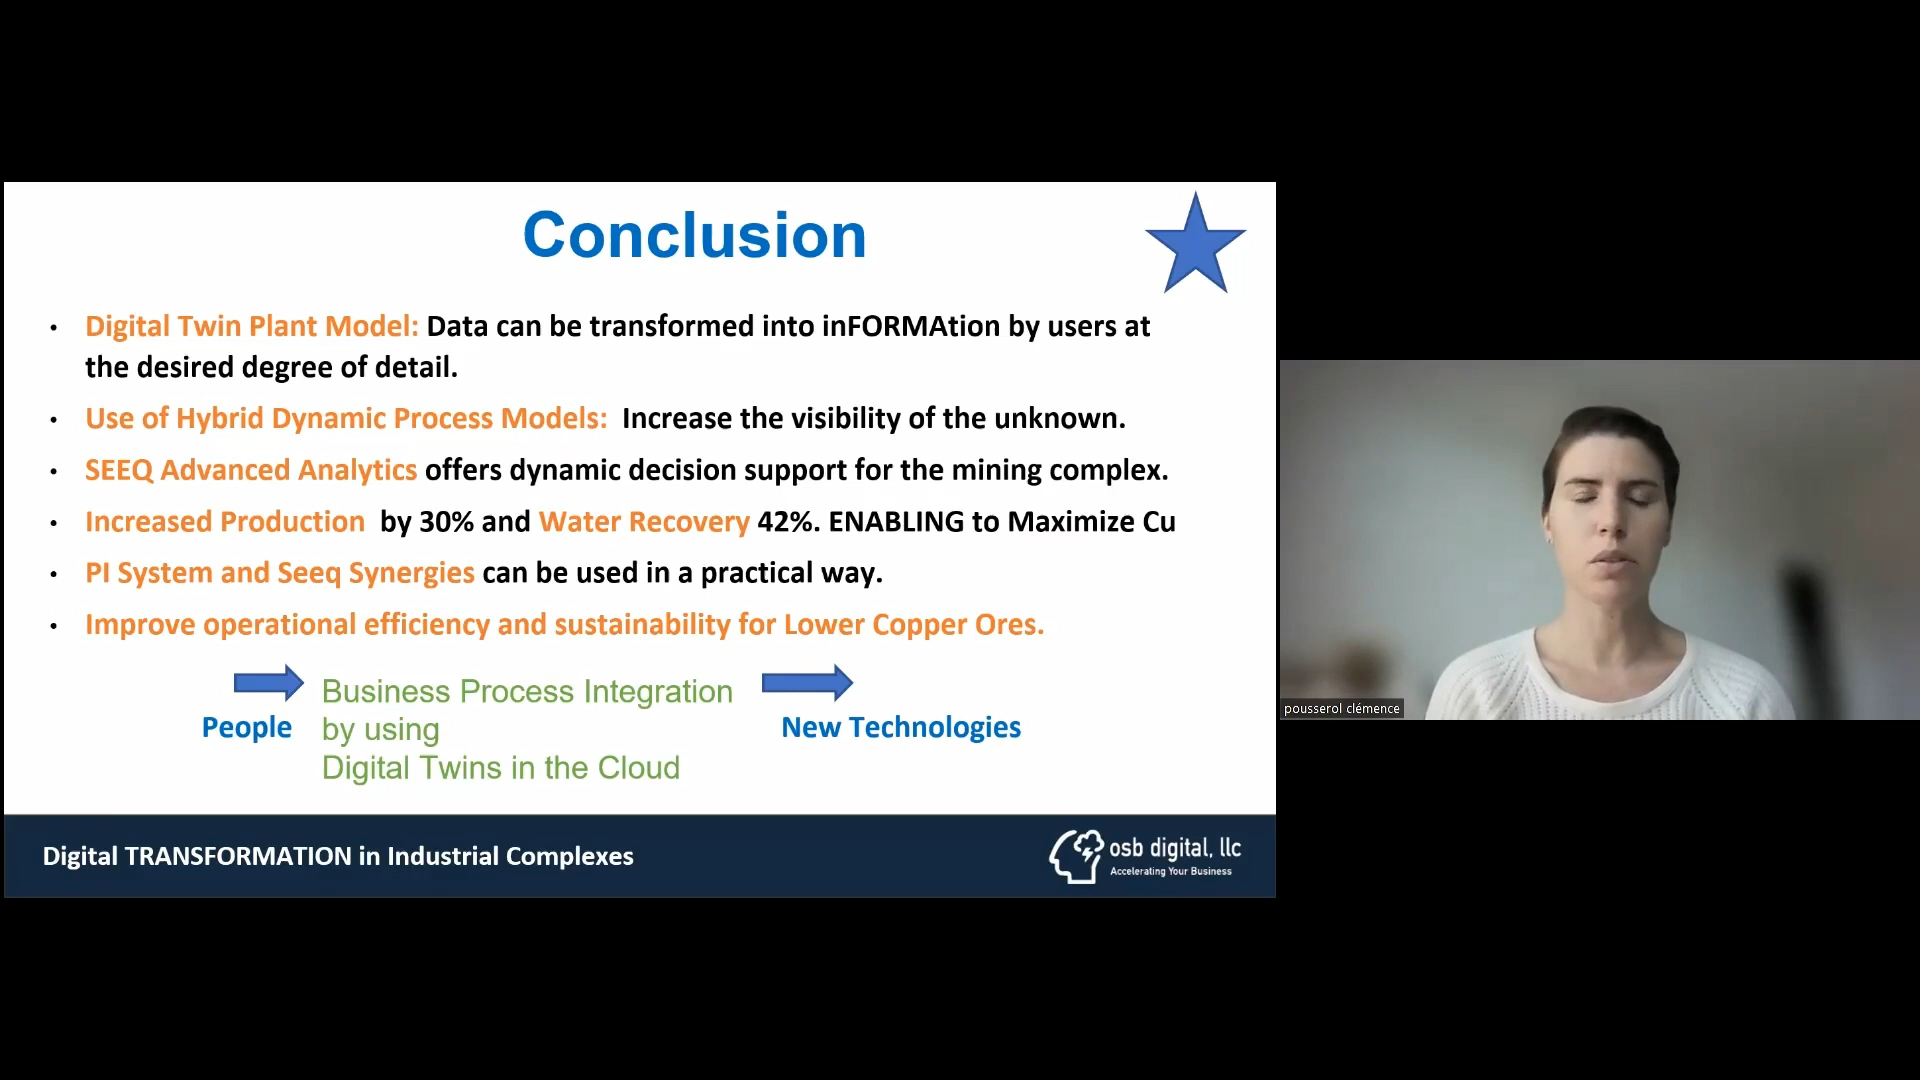 Conclusion
• Digital Twin Plant Model: Data can be transformed into inFORMAtion by users at
the desired degree of detail.
• Use of Hybrid Dynamic Process Models: Increase the visibility of the unknown.
• SEEQ Advanced Analytics offers dynamic decision support for the mining complex.
• Increased Production by 30% and Water Recovery 42%. ENABLING to Maximize Cu
• PI System and Seeq Synergies can be used in a practical way.
• Improve operational efficiency and sustainability for Lower Copper Ores.
People
Business Process Integration
by using
Digital Twins in the Cloud
New Technologies
Digital TRANSFORMATION in Industrial Complexes
osb digital, llc
Accelerating Your Business
pousserol clémence